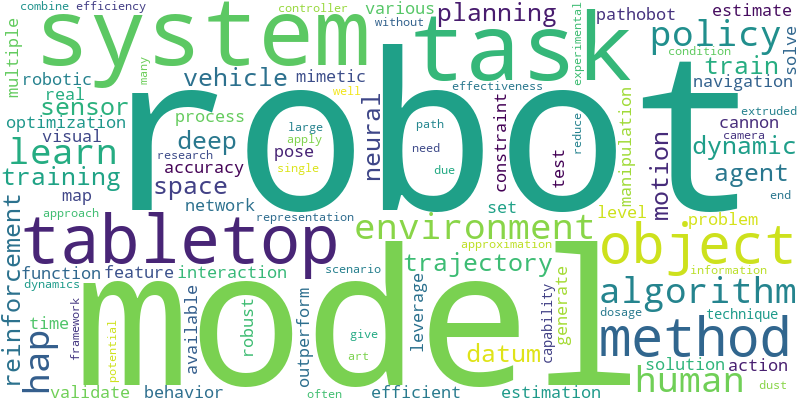 combine efficiency
controller
various
planning
pathobot
estimate
system
task
policy
solve
multiple
many
experimental
robotic
vehicle
mimetic
train
condition
real
well
effectiveness
navigation
sensor
process
robot
extruded
optimization
large
path
cannon
visual
deep
apply
neural
constraint
reduce
manipulation
camera
learn
research
need
test
dynamic
accuracy
pose
single
due
motion
agent
training
space
end
map
network
set
level
problem
approach
representation
reinforcement
tabletop
environment
object
approximation
function
feature
interaction
scenario
trajectory
information
dynamics
model
algorithm
available
leverage
capability
generate
dosage
technique
time
framework
robust
outperform
give
method
hap
potential
art
datum
solution
action
human
dust
validate
behavior
often
efficient
estimation
without